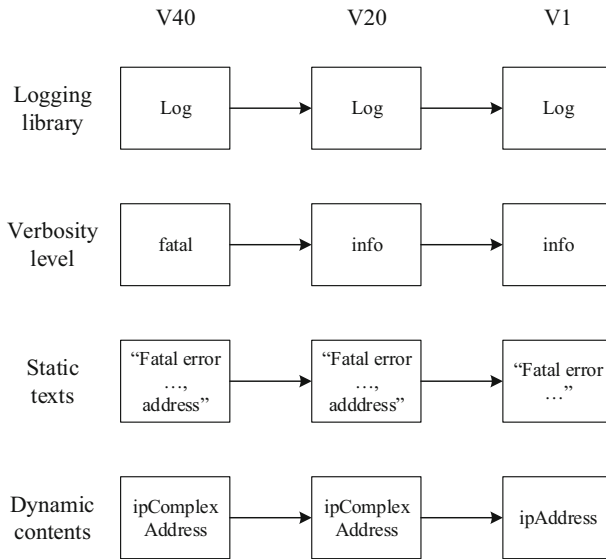 V40 V20 V1
Logging
library
Log
Log
Log
Verbosity
level
fatal
info
info
Static
texts
“Fatal error
…,
address”
“Fatal error
…,
adddress”
“Fatal error
…”
Dynamic
contents
ipComplex
Address
ipComplex
Address
ipAddress